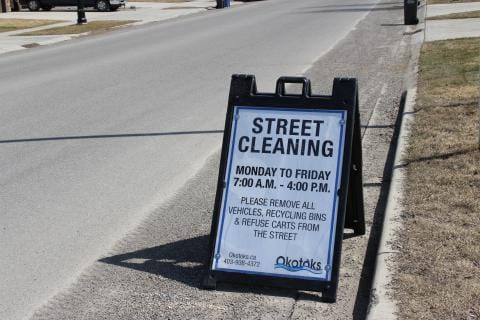 STREET
CLEANING
MONDAY TO FRIDAY
7:00 A.M. - 4:00 P.M.
PLEASE REMOVE ALL
VEHICLES, RECYCLING BINS
& REFUSE CARTS FROM
THE STREET
Okotoks.ca
403-938-4372
Okotoks